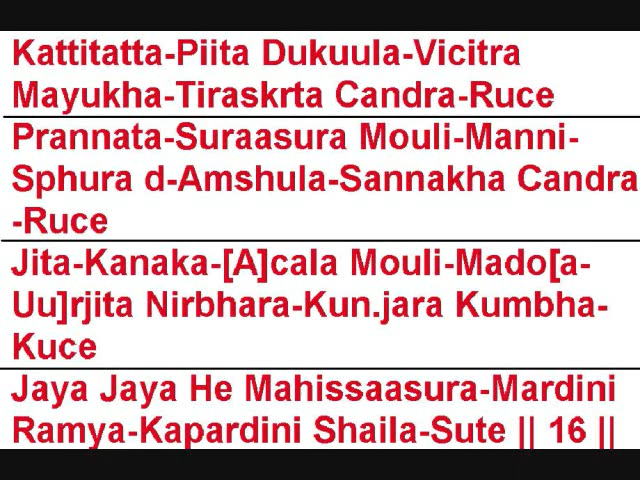 Kattitatta-Piita Dukuula-Vicitra
Mayukha-Tiraskrta Candra-Ruce
Prannata-Suraasura Mouli-Manni-
Sphura d-Amshula-Sannakha Candra
-Ruce
Jita-Kanaka-[A]cala Mouli-Mado[a-
Uu]rjita Nirbhara-Kun.jara Kumbha-
Kuce
Jaya Jaya He Mahissaasura-Mardini
Ramya-Kapardini Shaila-Sute || 16 ||